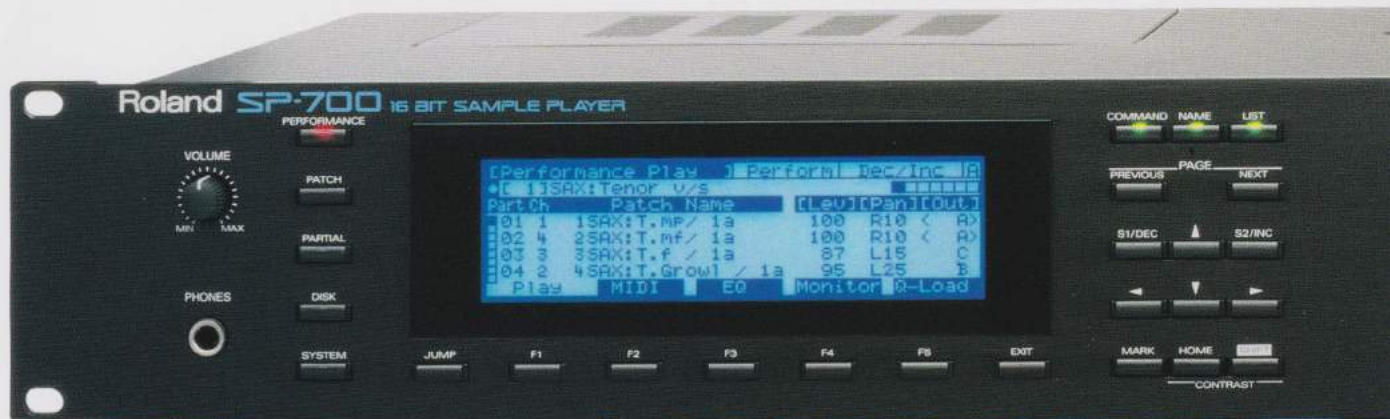 Roland SP-700 16 BIT SAMPLE PLAYER
VOLUME
MIN MAX
PHONES
PERFORMANCE
PATCH
PARTIAL
DISK
SYSTEM
[Performance Play ] Perform Dec/Inc A
[ 1]SAX:Tenor v/s
Part Ch Patch Name [Lev][Pan][Out]
01 1 1SAX:T.mp/ 1a 100 R10 < A>
02 4 2SAX:T.mf/ 1a 100 R10 < A>
03 3 3SAX:T.f / 1a 87 L15 C
04 2 4SAX:T.Growl / 1a 95 L25 B
Play MIDI EQ Monitor Q-Load
JUMP F1 F2 F3 F4 F5 EXIT
COMMAND NAME LIST
PAGE
PREVIOUS NEXT
S1/DEC ▲ S2/INC
◄ ▼ ►
MARK HOME SHIFT
CONTRAST